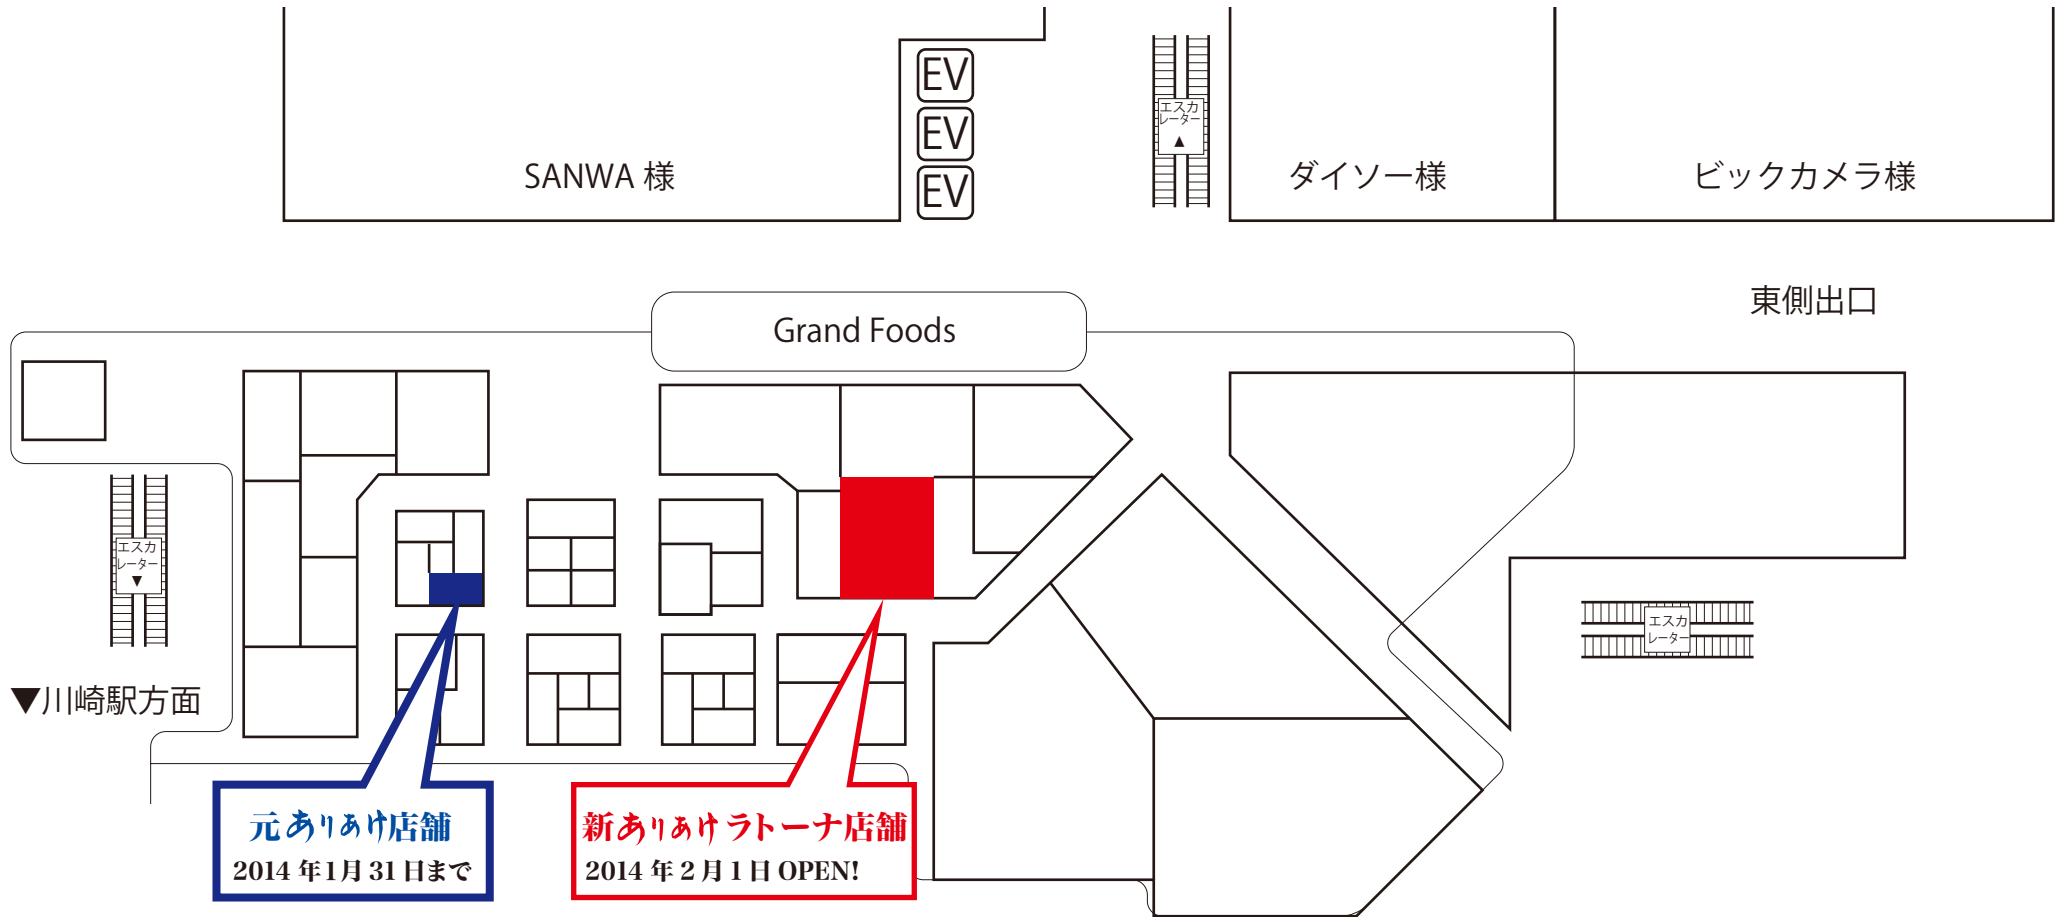 EV
EV
EV
エスカ
レーター
▲
SANWA 様
ダイソー様
ビックカメラ様
東側出口
Grand Foods
エスカ
レーター
▼
エスカ
レーター
▼川崎駅方面
元ありあけ店舗
2014 年1月 31 日まで
新ありあけ ラトーナ店舗
2014 年 2 月 1 日 OPEN!